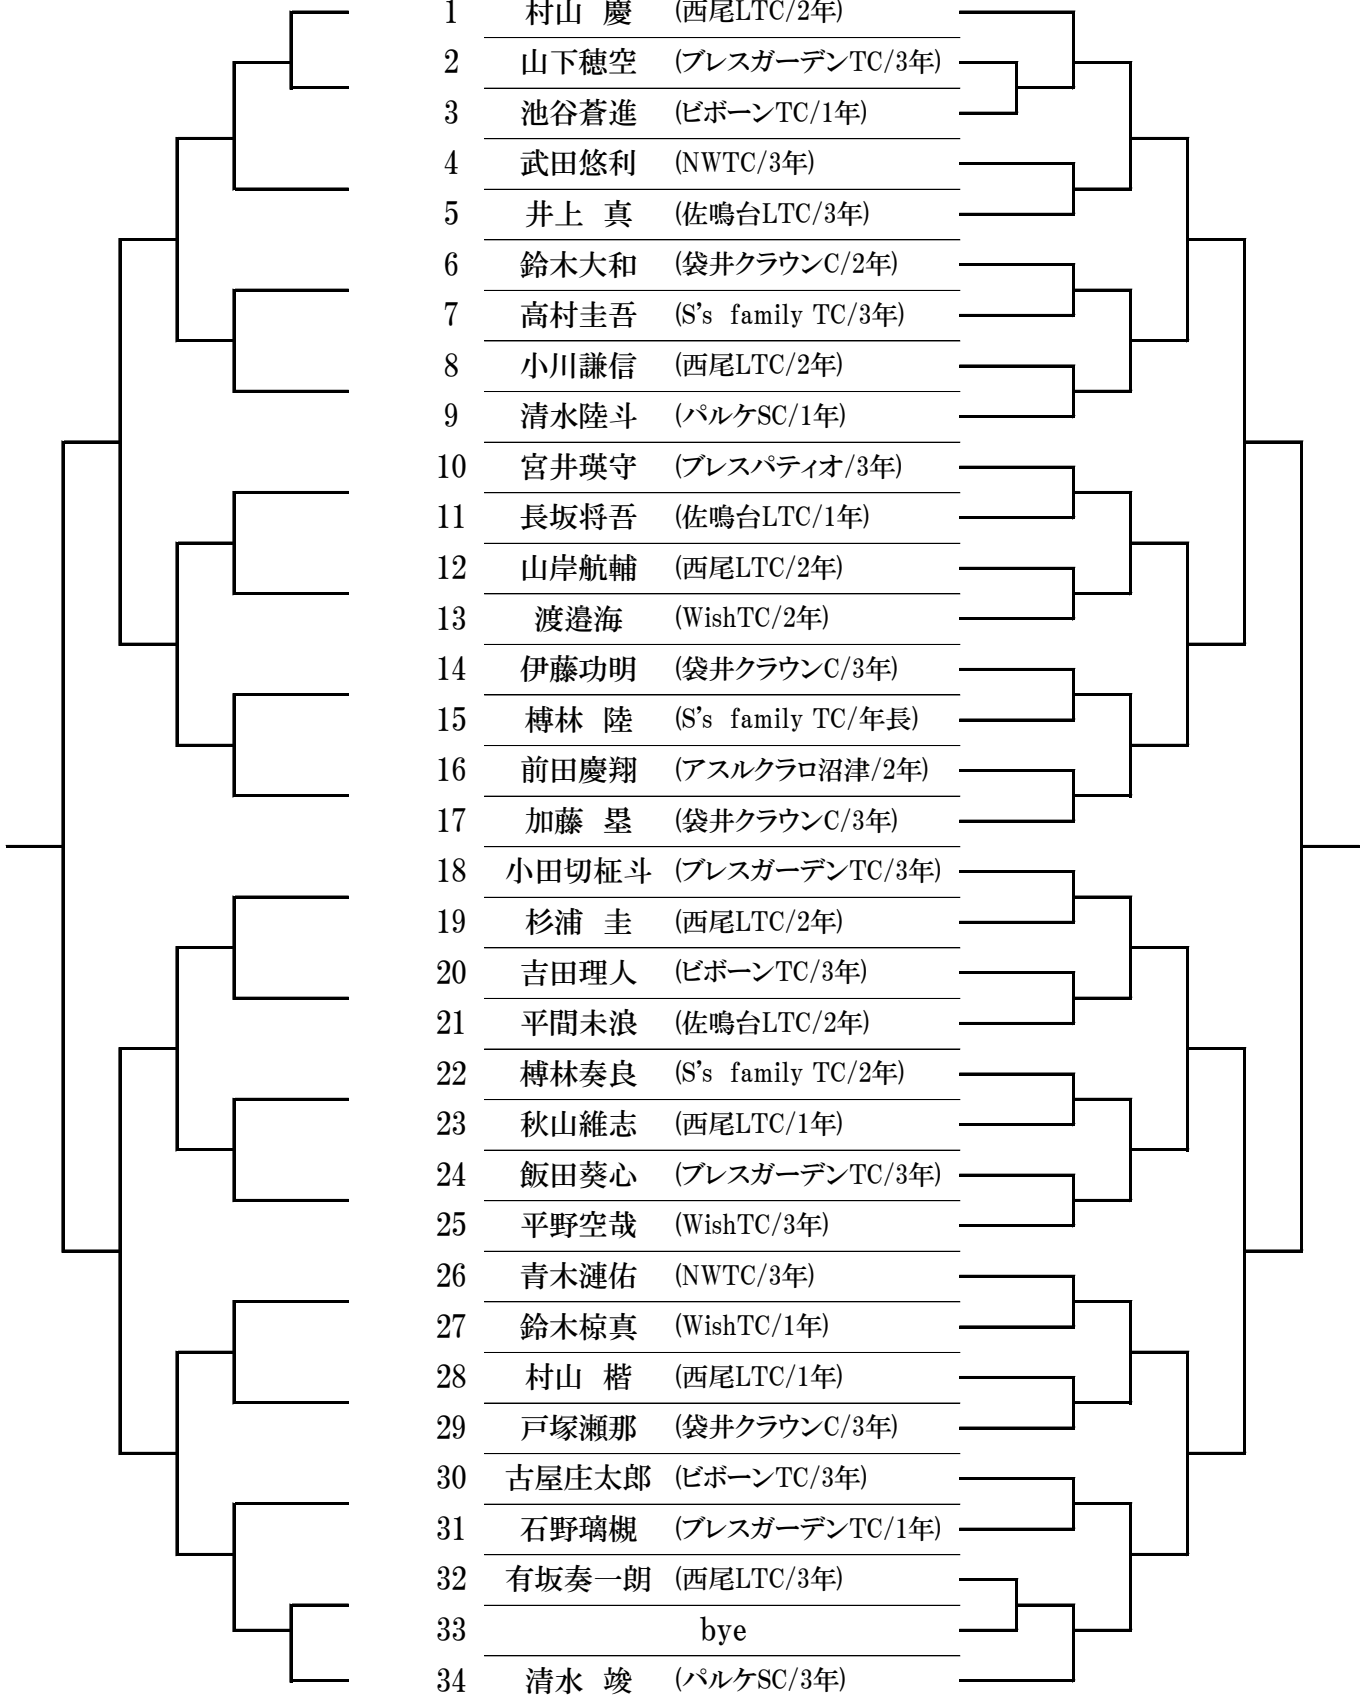 1 村山 慶 (西尾LTC/2年)
2 山下穂空 (ブレスガーデンTC/3年)
3 池谷蒼進 (ビボーンTC/1年)
4 武田悠利 (NWTC/3年)
5 井上 真 (佐鳴台LTC/3年)
6 鈴木大和 (袋井クラウンC/2年)
7 高村圭吾 (S's family TC/3年)
8 小川謙信 (西尾LTC/2年)
9 清水陸斗 (パルケSC/1年)
10 宮井瑛守 (ブレスパティオ/3年)
11 長坂将吾 (佐鳴台LTC/1年)
12 山岸航輔 (西尾LTC/2年)
13 渡邉海 (WishTC/2年)
14 伊藤功明 (袋井クラウンC/3年)
15 榑林 陸 (S's family TC/年長)
16 前田慶翔 (アスルクラロ沼津/2年)
17 加藤 塁 (袋井クラウンC/3年)
18 小田切柾斗 (ブレスガーデンTC/3年)
19 杉浦 圭 (西尾LTC/2年)
20 吉田理人 (ビボーンTC/3年)
21 平間未浪 (佐鳴台LTC/2年)
22 榑林奏良 (S's family TC/2年)
23 秋山維志 (西尾LTC/1年)
24 飯田葵心 (ブレスガーデンTC/3年)
25 平野空哉 (WishTC/3年)
26 青木漣佑 (NWTC/3年)
27 鈴木椋真 (WishTC/1年)
28 村山 楷 (西尾LTC/1年)
29 戸塚瀬那 (袋井クラウンC/3年)
30 古屋庄太郎 (ビボーンTC/3年)
31 石野璃槻 (ブレスガーデンTC/1年)
32 有坂奏一朗 (西尾LTC/3年)
33 bye
34 清水 竣 (パルケSC/3年)